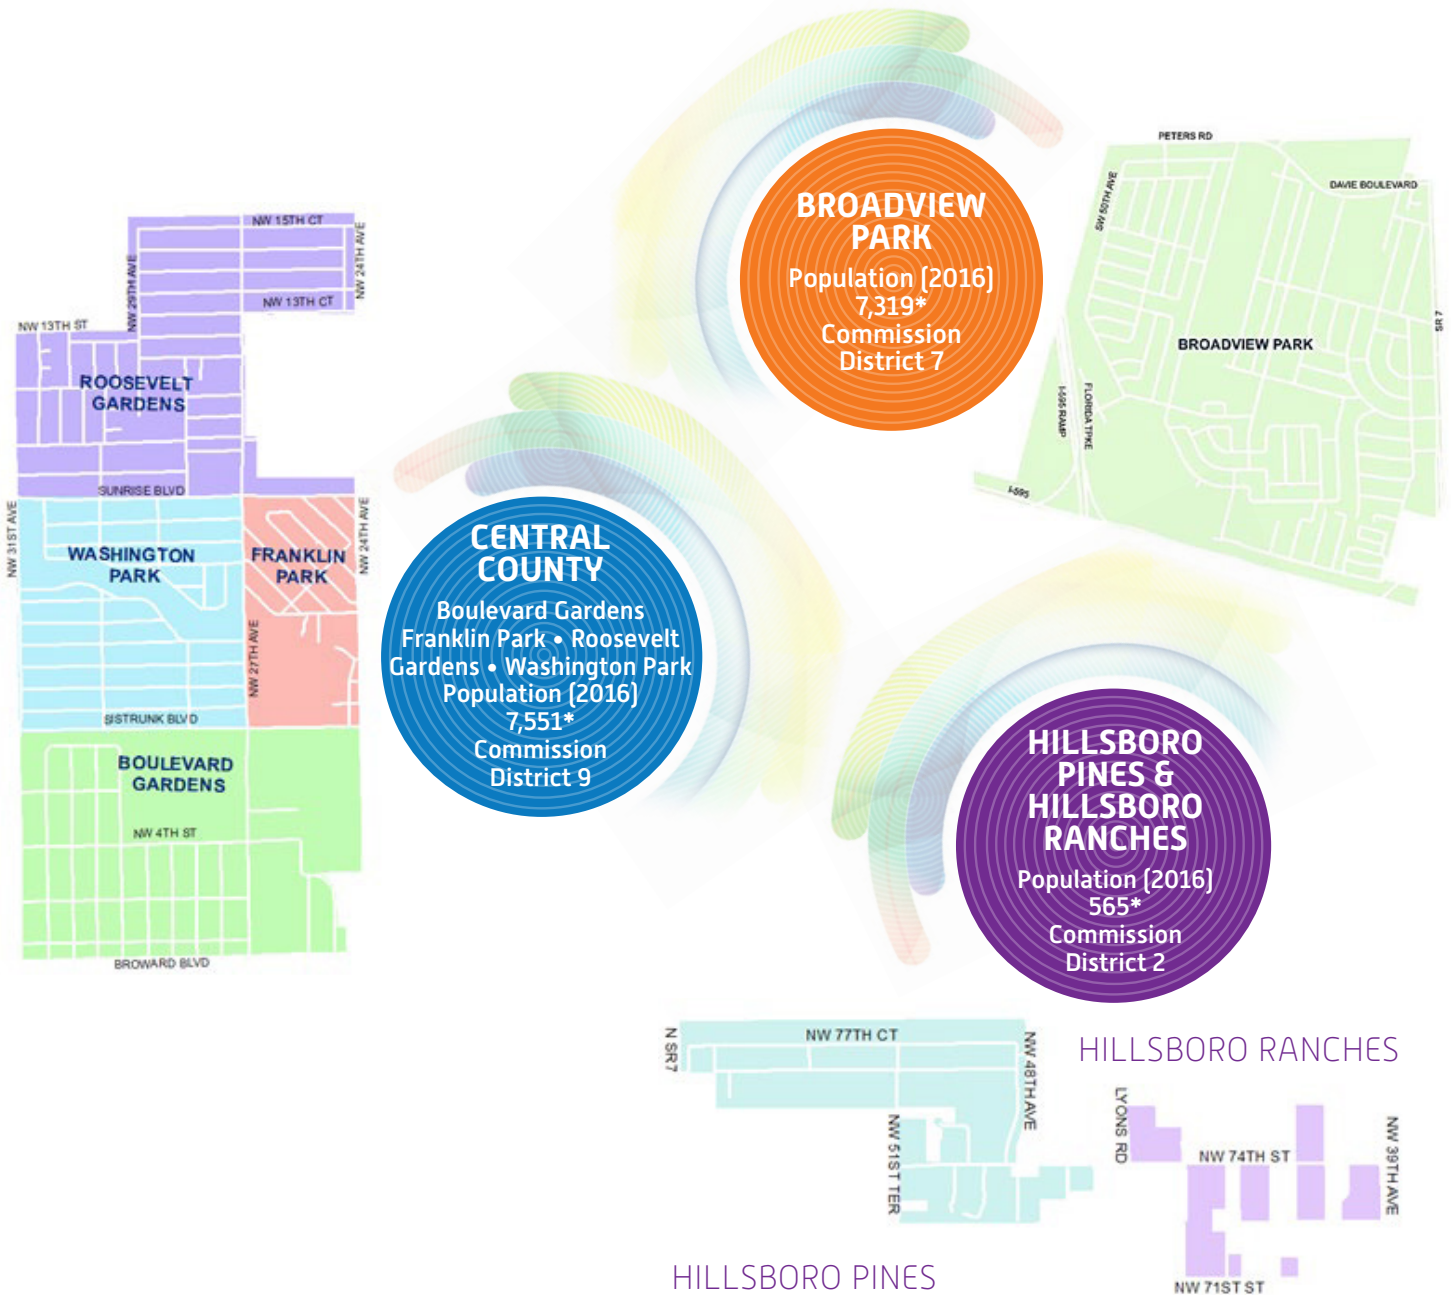 BROADVIEW
PARK
Population (2016)
7,319*
Commission
District 7
PETERS RD
SW 50TH AVE
DAVIE BOULEVARD
SR 7
BROADVIEW PARK
I-595 RAMP
FLORIDA TPKE
I-595
NW 15TH CT
NW 24TH AVE
NW 29TH AVE
NW 13TH CT
NW 13TH ST
ROOSEVELT
GARDENS
SUNRISE BLVD
NW 31ST AVE
WASHINGTON
PARK
FRANKLIN
PARK
NW 24TH AVE
NW 27TH AVE
SISTRUNK BLVD
BOULEVARD
GARDENS
NW 4TH ST
BROWARD BLVD
CENTRAL
COUNTY
Boulevard Gardens
Franklin Park • Roosevelt
Gardens • Washington Park
Population (2016)
7,551*
Commission
District 9
HILLSBORO
PINES &
HILLSBORO
RANCHES
Population (2016)
565*
Commission
District 2
N SR7
NW 77TH CT
NW 48TH AVE
NW 51ST TER
HILLSBORO PINES
HILLSBORO RANCHES
LYONS RD
NW 74TH ST
NW 39TH AVE
NW 71ST ST